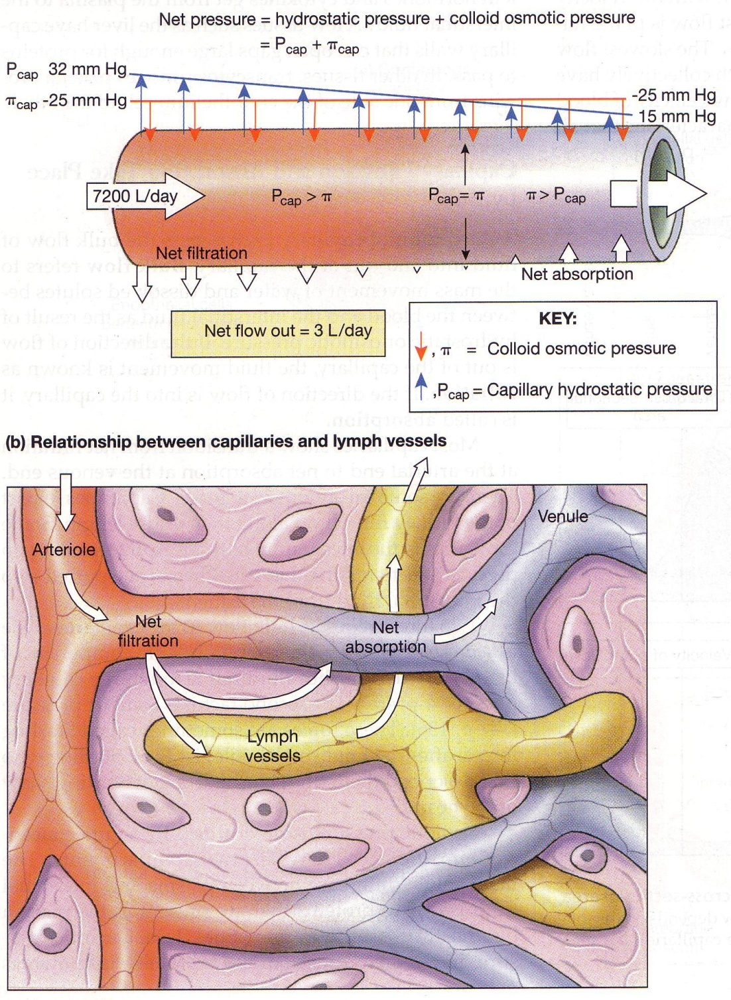 Net pressure = hydrostatic pressure + colloid osmotic pressure
= Pcap + πcap
Pcap 32 mm Hg
πcap -25 mm Hg
-25 mm Hg
15 mm Hg
7200 L/day
Pcap > π
Pcap = π
π > Pcap
Net filtration
Net absorption
Net flow out = 3 L/day
KEY:
, π = Colloid osmotic pressure
,Pcap = Capillary hydrostatic pressure
(b) Relationship between capillaries and lymph vessels
Venule
Arteriole
Net
filtration
Net
absorption
Lymph
vessels